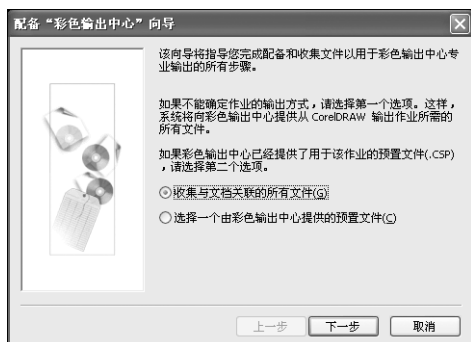 配备“彩色输出中心”向导
该向导将指导您完成配备和收集文件以用于彩色输出中心专
业输出的所有步骤。
如果不能确定作业的输出方式，请选择第一个选项。这样，
系统将向彩色输出中心提供从 CorelDRAW 输出作业所需的
所有文件。
如果彩色输出中心已经提供了用于该作业的预置文件(.CSP)
，请选择第二个选项。
收集与文档关联的所有文件(G)
选择一个由彩色输出中心提供的预置文件(C)
上一步 下一步 取消